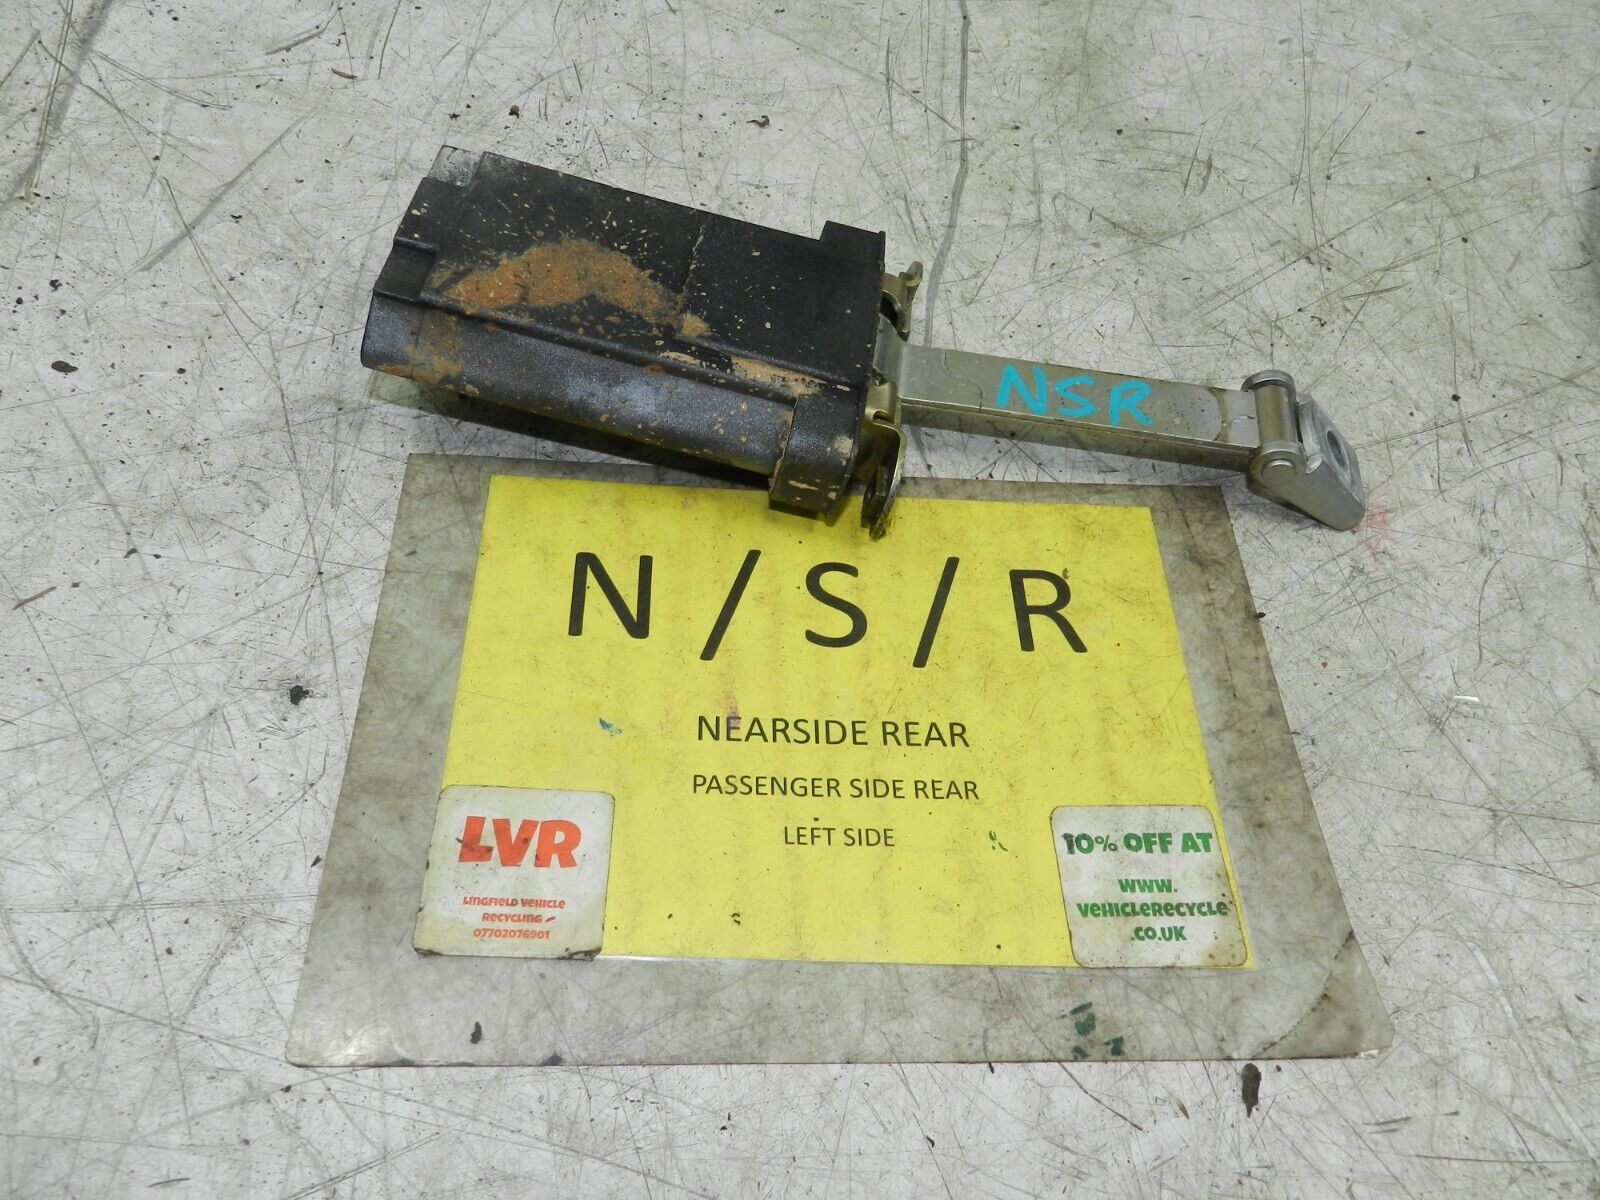 NSR
N/S/R
NEARSIDE REAR
PASSENGER SIDE REAR
LEFT SIDE
LVR
LINGFIELD VEHICLE
RECYCLING
07702076901
10% OFF AT
WWW.
VEHICLERECYCLE
.CO.UK